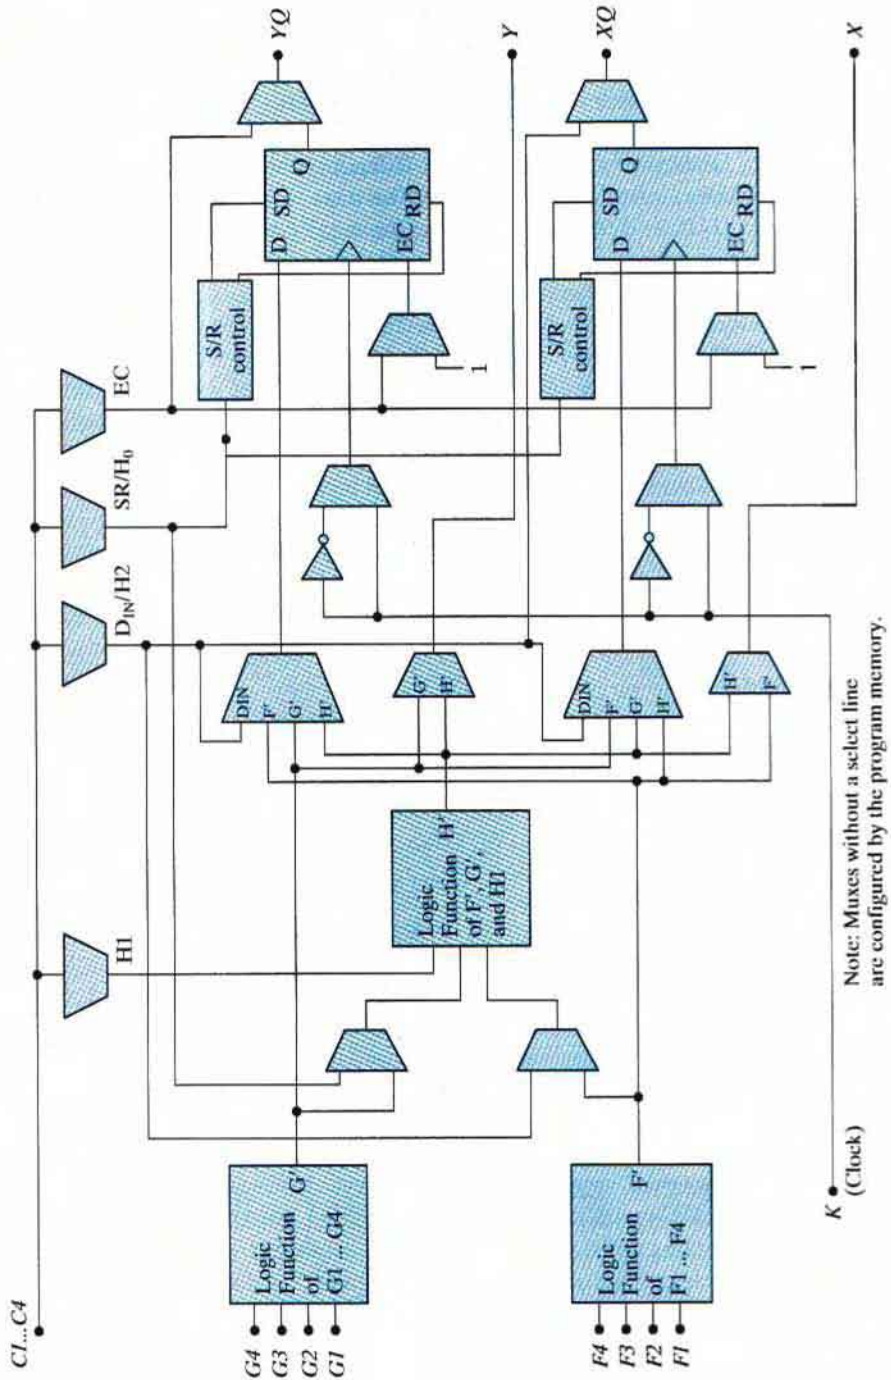 C1...C4
H1
D_IN/H2
SR/H_0
EC
G4
G3
G2
G1
Logic
Function
of
G1 ... G4
G'
F4
F3
F2
F1
Logic
Function
of
F1 ... F4
F'
Logic
Function
of F', G',
and H1
H'
DIN
F'
G'
H'
G'
H'
DIN
F'
G'
H'
H'
F'
S/R
control
1
D
SD
Q
EC
RD
YQ
Y
S/R
control
1
D
SD
Q
EC
RD
XQ
X
K
(Clock)
Note: Muxes without a select line
are configured by the program memory.